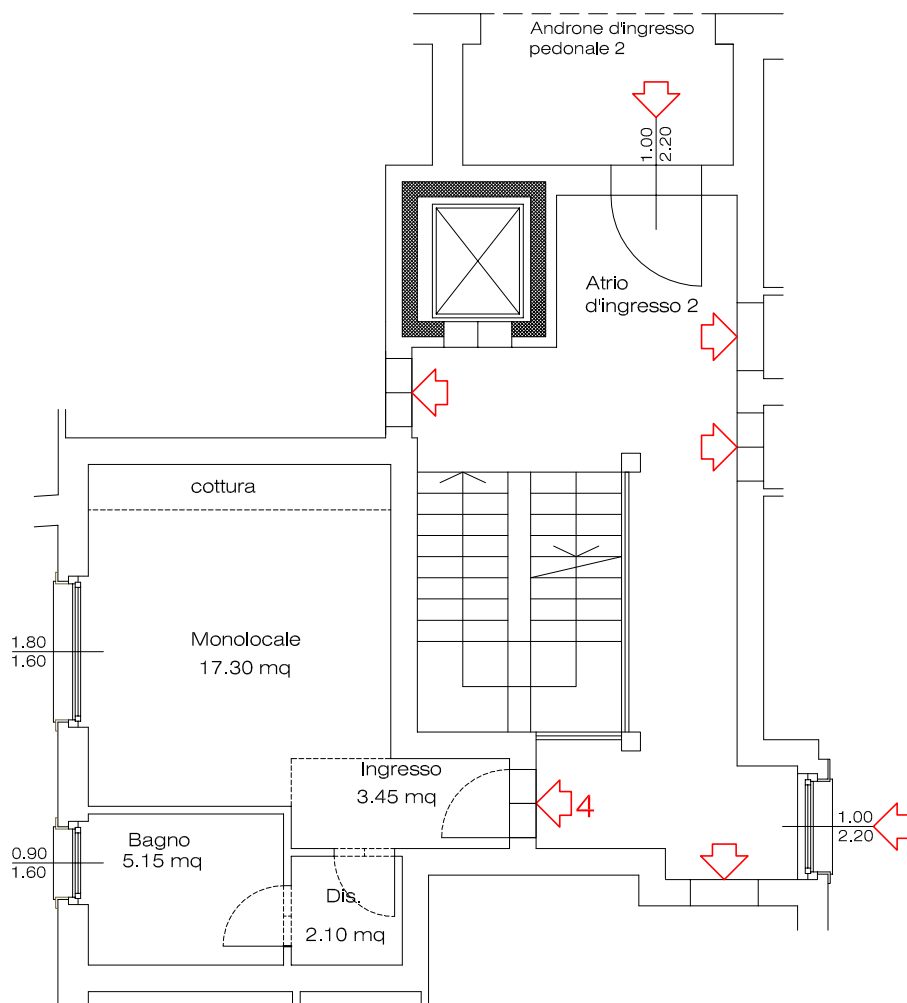 Androne d'ingresso
pedonale 2
1.00
2.20
Atrio
d'ingresso 2
cottura
1.80
1.60
Monolocale
17.30 mq
Ingresso
3.45 mq
4
1.00
2.20
0.90
1.60
Bagno
5.15 mq
Dis.
2.10 mq